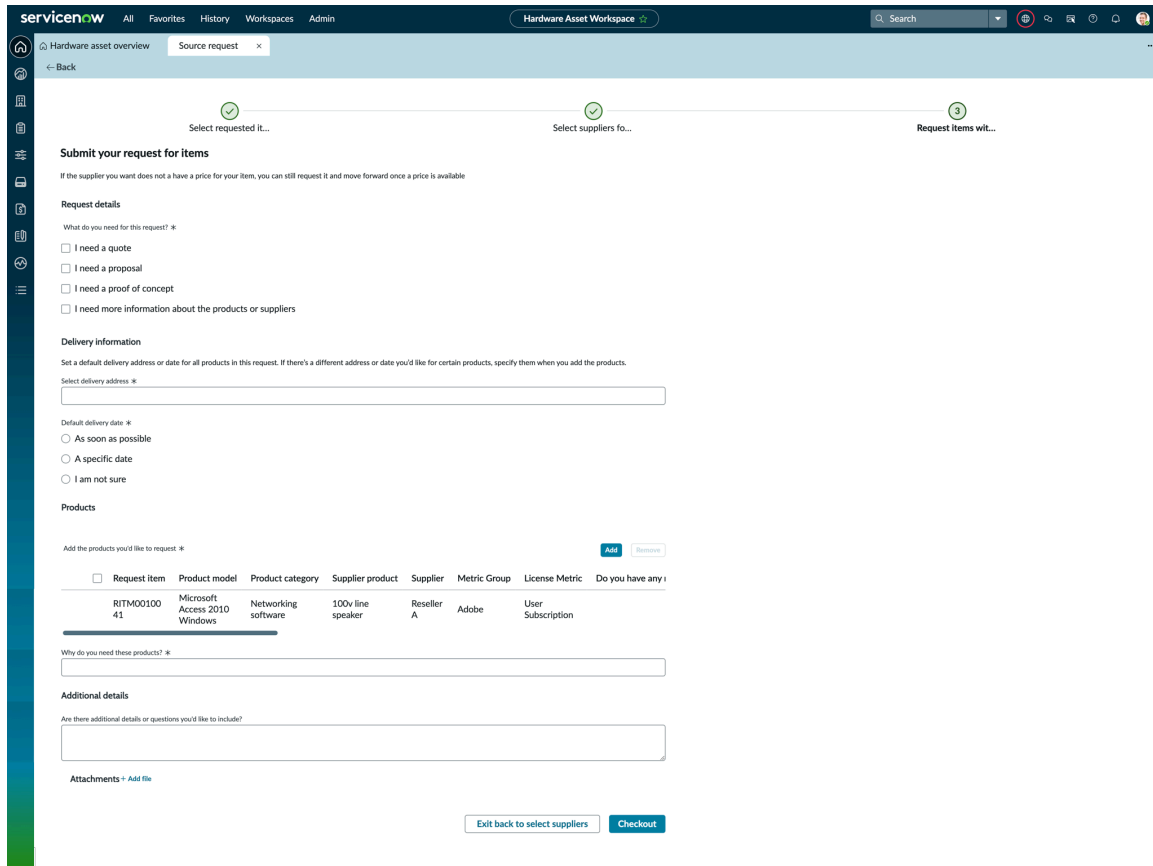 servicenow All Favorites History Workspaces Admin Hardware Asset Workspace Search
Hardware asset overview Source request ×
← Back
3
Select requested it... Select suppliers fo... Request items wit...
Submit your request for items
If the supplier you want does not a have a price for your item, you can still request it and move forward once a price is available
Request details
What do you need for this request? *
I need a quote
I need a proposal
I need a proof of concept
I need more information about the products or suppliers
Delivery information
Set a default delivery address or date for all products in this request. If there's a different address or date you'd like for certain products, specify them when you add the products.
Select delivery address *
Default delivery date *
As soon as possible
A specific date
I am not sure
Products
Add the products you'd like to request * Add Remove
Request item Product model Product category Supplier product Supplier Metric Group License Metric Do you have any
RITM00100 Microsoft Networking 100v line Reseller Adobe User
41 Access 2010 software speaker A Subscription
Windows
Why do you need these products? *
Additional details
Are there additional details or questions you'd like to include?
Attachments + Add file
Exit back to select suppliers Checkout